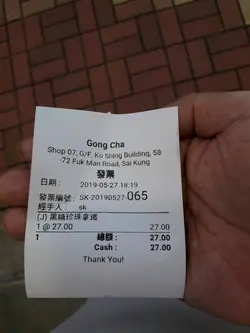 Gong Cha
Shop 07, G/F, Ko Shing Building, 58
-72 Fuk Man Road, Sai Kung
發票
日期 : 2019-05-27 18:19
發票編號 : SK-20190527-065
經手人 : sk
(J) 黑糖珍珠拿鐵
1 @ 27.00 27.00
1 總額 : 27.00
Cash : 27.00
Thank You!